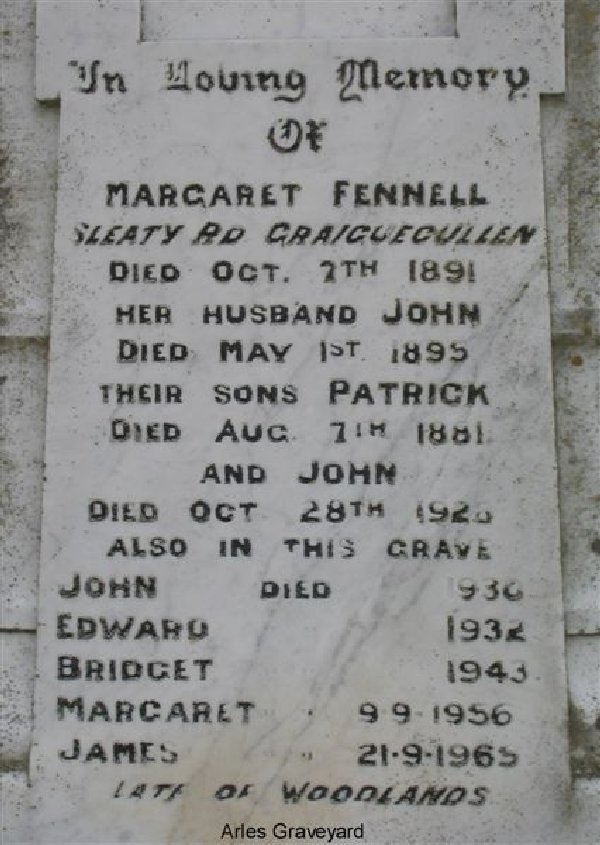 In Loving Memory
Of
MARGARET FENNELL
SLEATY RD GRAIGUECULLEN
DIED OCT. 7TH 1891
HER HUSBAND JOHN
DIED MAY 1ST. 1895
THEIR SONS PATRICK
DIED AUG. 7TH 1881
AND JOHN
DIED OCT 28TH
ALSO IN THIS GRAVE
JOHN DIED
EDWARD 1932
BRIDGET 1943
MARGARET " 9-9-1956
JAMES " 21-9-1965
LATE OF WOODLANDS
Arles Graveyard